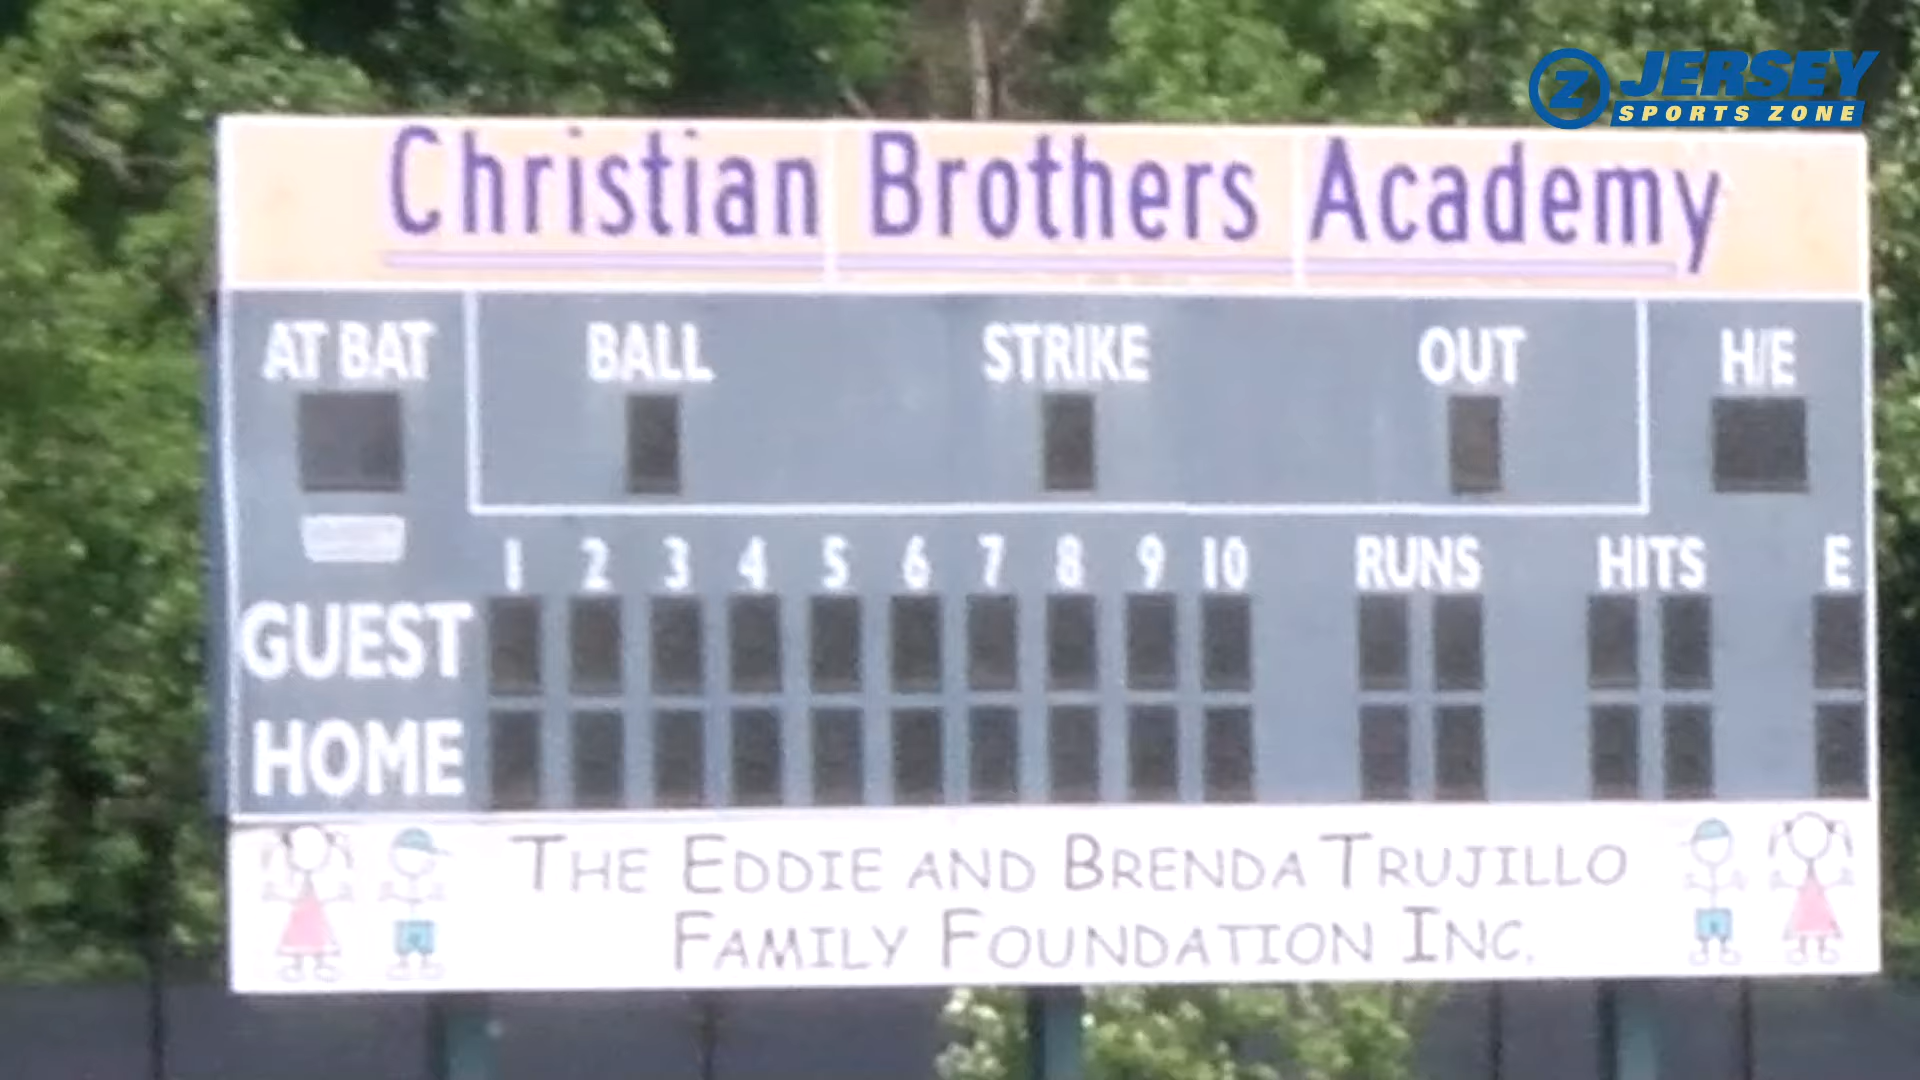 Z JERSEY
SPORTS ZONE
Christian Brothers Academy
AT BAT BALL STRIKE OUT H/E
1 2 3 4 5 6 7 8 9 10 RUNS HITS E
GUEST
HOME
THE EDDIE AND BRENDA TRUJILLO
FAMILY FOUNDATION INC.